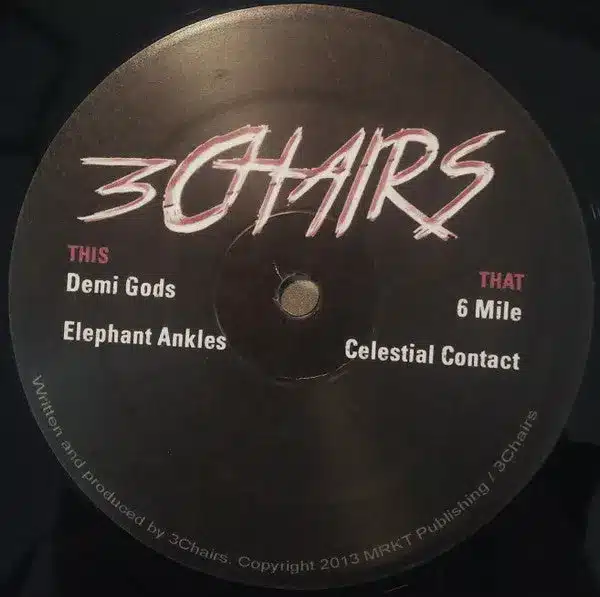 3CHAIRS
THIS
Demi Gods
Elephant Ankles
THAT
6 Mile
Celestial Contact
Written and produced by 3Chairs. Copyright 2013 MRKT Publishing / 3Chairs